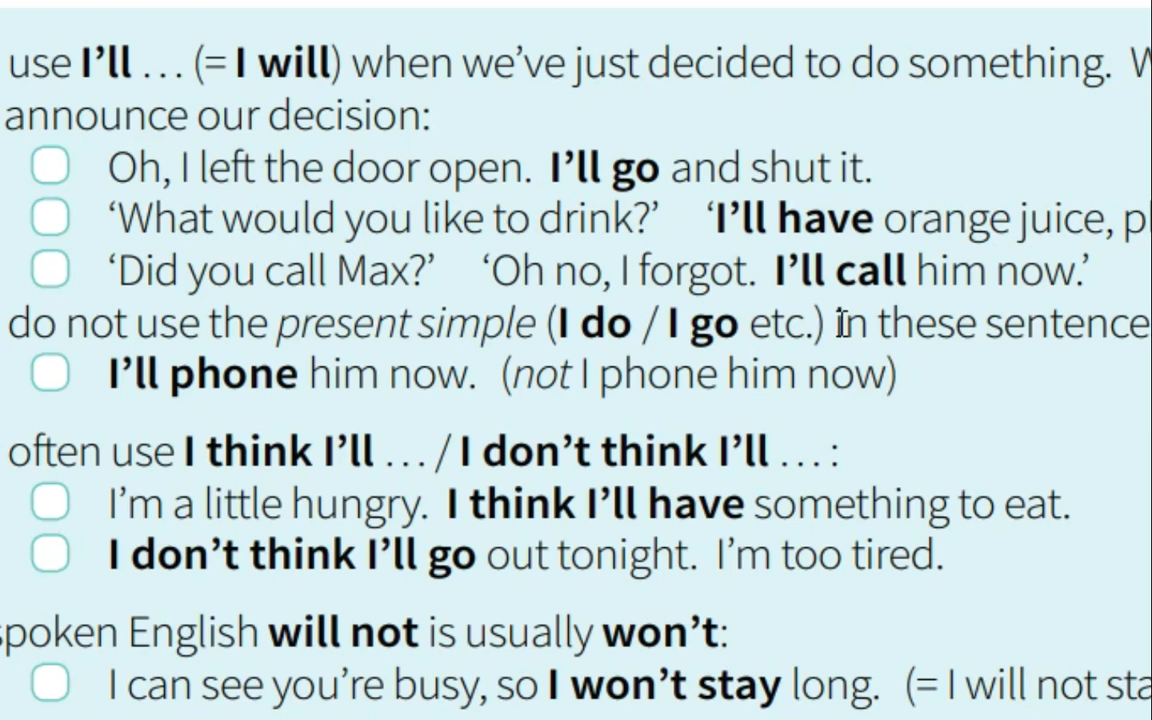 use I'll … (= I will) when we've just decided to do something. W
announce our decision:
Oh, I left the door open. I'll go and shut it.
‘What would you like to drink?’ ‘I'll have orange juice, pl
‘Did you call Max?’ ‘Oh no, I forgot. I'll call him now.’
do not use the present simple (I do / I go etc.) in these sentence
I'll phone him now. (not I phone him now)
often use I think I'll … / I don't think I'll … :
I'm a little hungry. I think I'll have something to eat.
I don't think I'll go out tonight. I'm too tired.
spoken English will not is usually won't:
I can see you're busy, so I won't stay long. (= I will not sta